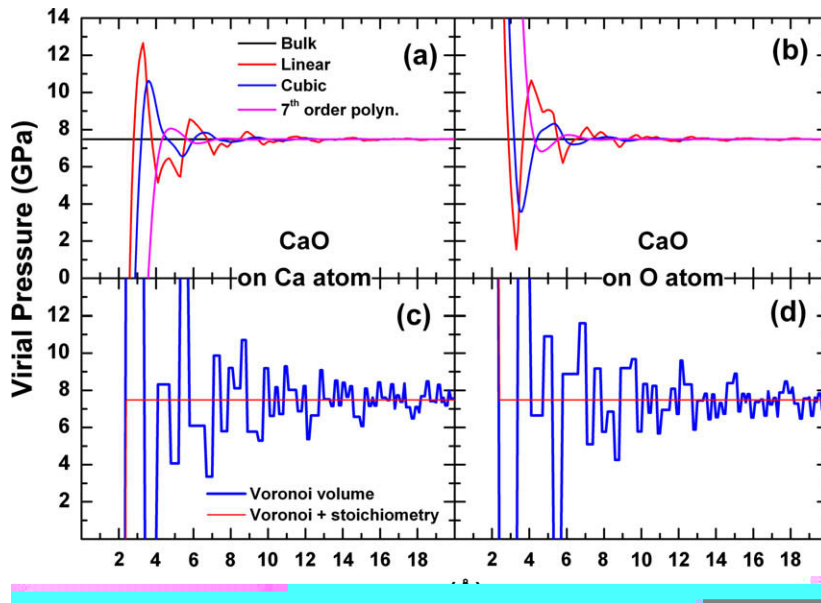 14
12
10
8
6
4
2
0
Bulk
Linear
Cubic
7th order polyn.
(a)
(b)
CaO
on Ca atom
CaO
on O atom
Virial Pressure (GPa)
12
10
8
6
4
2
(c)
(d)
Voronoi volume
Voronoi + stoichiometry
2 4 6 8 10 12 14 16 18
2 4 6 8 10 12 14 16 18